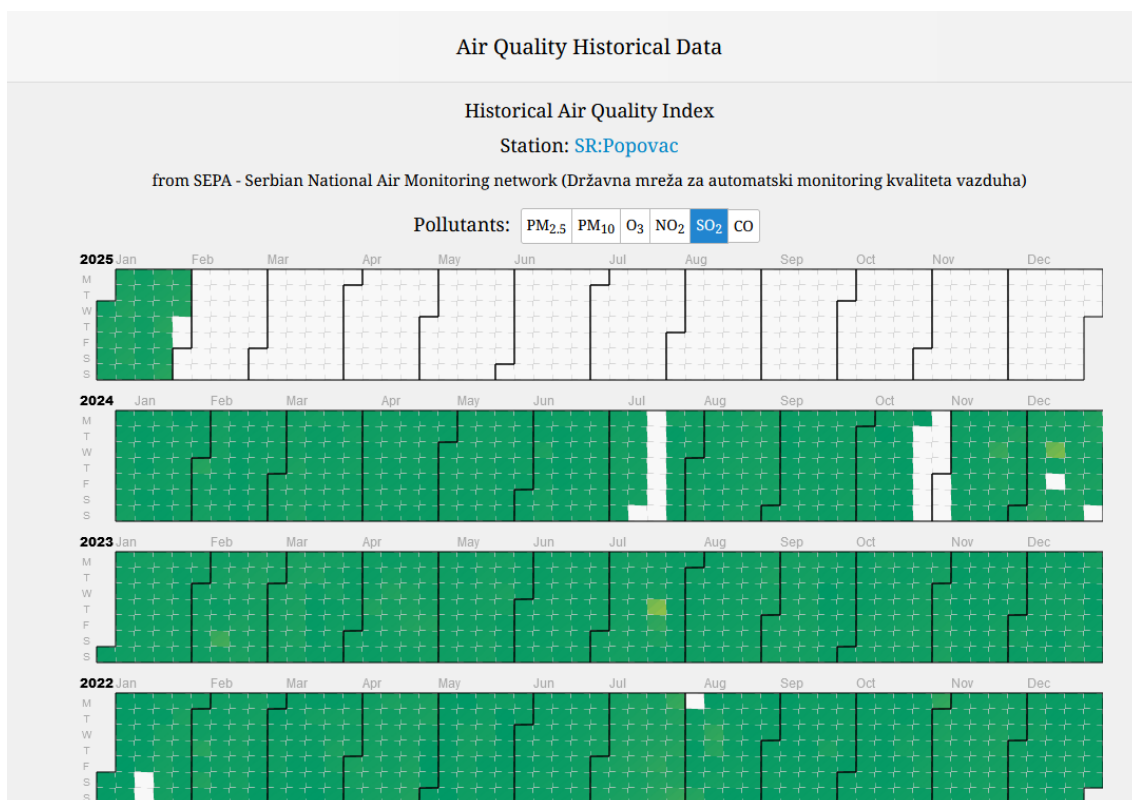 Air Quality Historical Data
Historical Air Quality Index
Station: SR:Popovac
from SEPA - Serbian National Air Monitoring network (Državna mreža za automatski monitoring kvaliteta vazduha)
Pollutants: PM2.5 PM10 O3 NO2 SO2 CO
2025 Jan Feb Mar Apr May Jun Jul Aug Sep Oct Nov Dec
M
T
W
T
F
S
S
2024 Jan Feb Mar Apr May Jun Jul Aug Sep Oct Nov Dec
M
T
W
T
F
S
S
2023 Jan Feb Mar Apr May Jun Jul Aug Sep Oct Nov Dec
M
T
W
T
F
S
S
2022 Jan Feb Mar Apr May Jun Jul Aug Sep Oct Nov Dec
M
T
W
T
F
S
S